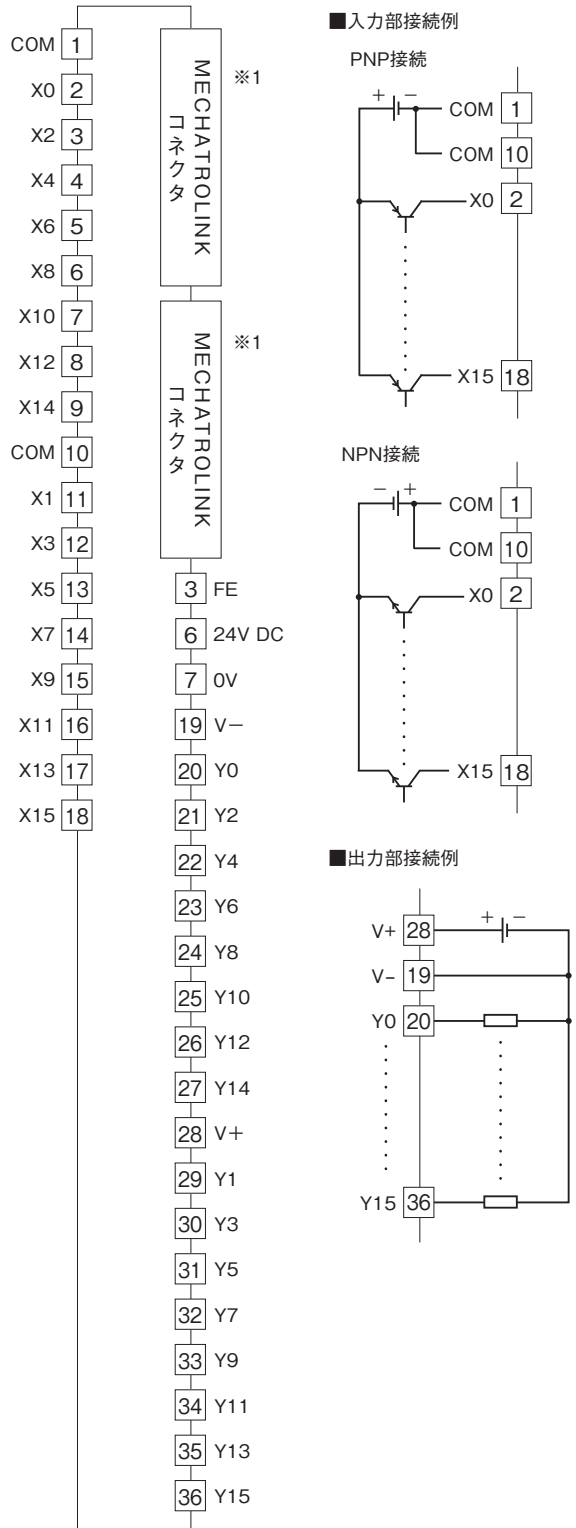 COM 1
X0 2
X2 3
X4 4
X6 5
X8 6
X10 7
X12 8
X14 9
COM 10
X1 11
X3 12
X5 13
X7 14
X9 15
X11 16
X13 17
X15 18
MECHATROLINK
コネクタ
※1
MECHATROLINK
コネクタ
※1
3 FE
6 24V DC
7 0V
19 V−
20 Y0
21 Y2
22 Y4
23 Y6
24 Y8
25 Y10
26 Y12
27 Y14
28 V+
29 Y1
30 Y3
31 Y5
32 Y7
33 Y9
34 Y11
35 Y13
36 Y15
■入力部接続例
PNP接続
+ −
COM 1
COM 10
X0 2
X15 18
NPN接続
− +
COM 1
COM 10
X0 2
X15 18
■出力部接続例
V+ 28 + −
V− 19
Y0 20
Y15 36